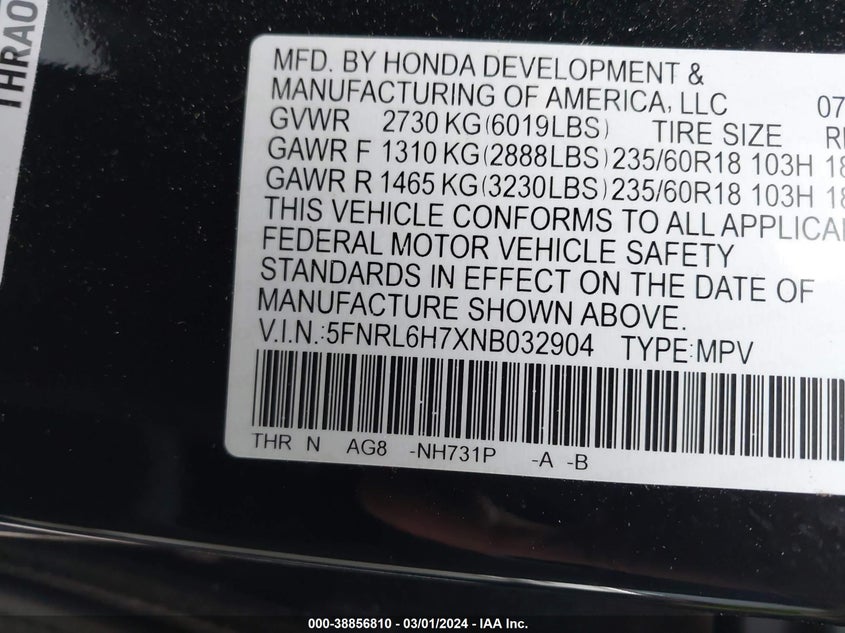 THRA0
MFD. BY HONDA DEVELOPMENT &
MANUFACTURING OF AMERICA, LLC 07
GVWR 2730 KG(6019LBS) TIRE SIZE
GAWR F 1310 KG(2888LBS)235/60R18 103H 18
GAWR R 1465 KG(3230LBS)235/60R18 103H 18
THIS VEHICLE CONFORMS TO ALL APPLICA
FEDERAL MOTOR VEHICLE SAFETY
STANDARDS IN EFFECT ON THE DATE OF
MANUFACTURE SHOWN ABOVE.
V.I.N.:5FNRL6H7XNB032904 TYPE:MPV
THR N AG8 -NH731P -A -B
000-38856810 - 03/01/2024 - IAA Inc.